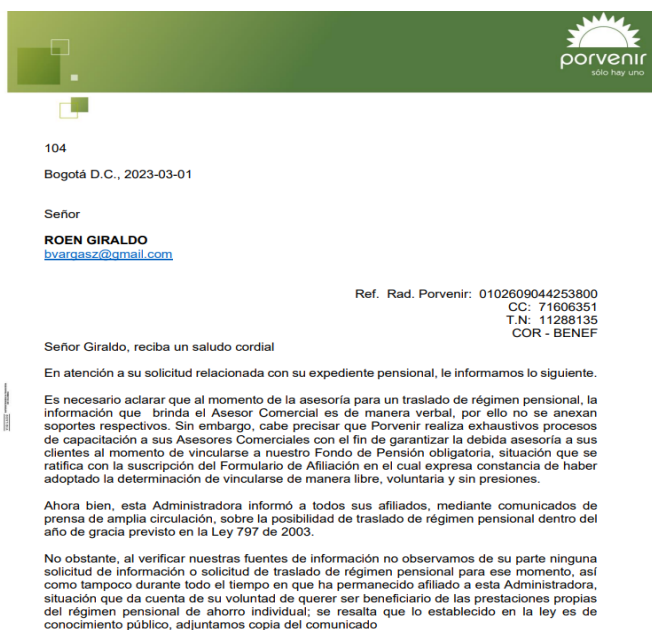 porvenir
sólo hay uno
104
Bogotá D.C., 2023-03-01
Señor
ROEN GIRALDO
bvargasz@gmail.com
Ref. Rad. Porvenir: 0102609044253800
CC: 71606351
T.N: 11288135
COR - BENEF
Señor Giraldo, reciba un saludo cordial
En atención a su solicitud relacionada con su expediente pensional, le informamos lo siguiente.
Es necesario aclarar que al momento de la asesoría para un traslado de régimen pensional, la
información que brinda el Asesor Comercial es de manera verbal, por ello no se anexan
soportes respectivos. Sin embargo, cabe precisar que Porvenir realiza exhaustivos procesos
de capacitación a sus Asesores Comerciales con el fin de garantizar la debida asesoría a sus
clientes al momento de vincularse a nuestro Fondo de Pensión obligatoria, situación que se
ratifica con la suscripción del Formulario de Afiliación en el cual expresa constancia de haber
adoptado la determinación de vincularse de manera libre, voluntaria y sin presiones.
Ahora bien, esta Administradora informó a todos sus afiliados, mediante comunicados de
prensa de amplia circulación, sobre la posibilidad de traslado de régimen pensional dentro del
año de gracia previsto en la Ley 797 de 2003.
No obstante, al verificar nuestras fuentes de información no observamos de su parte ninguna
solicitud de información o solicitud de traslado de régimen pensional para ese momento, así
como tampoco durante todo el tiempo en que ha permanecido afiliado a esta Administradora,
situación que da cuenta de su voluntad de querer ser beneficiario de las prestaciones propias
del régimen pensional de ahorro individual; se resalta que lo establecido en la ley es de
conocimiento público, adjuntamos copia del comunicado